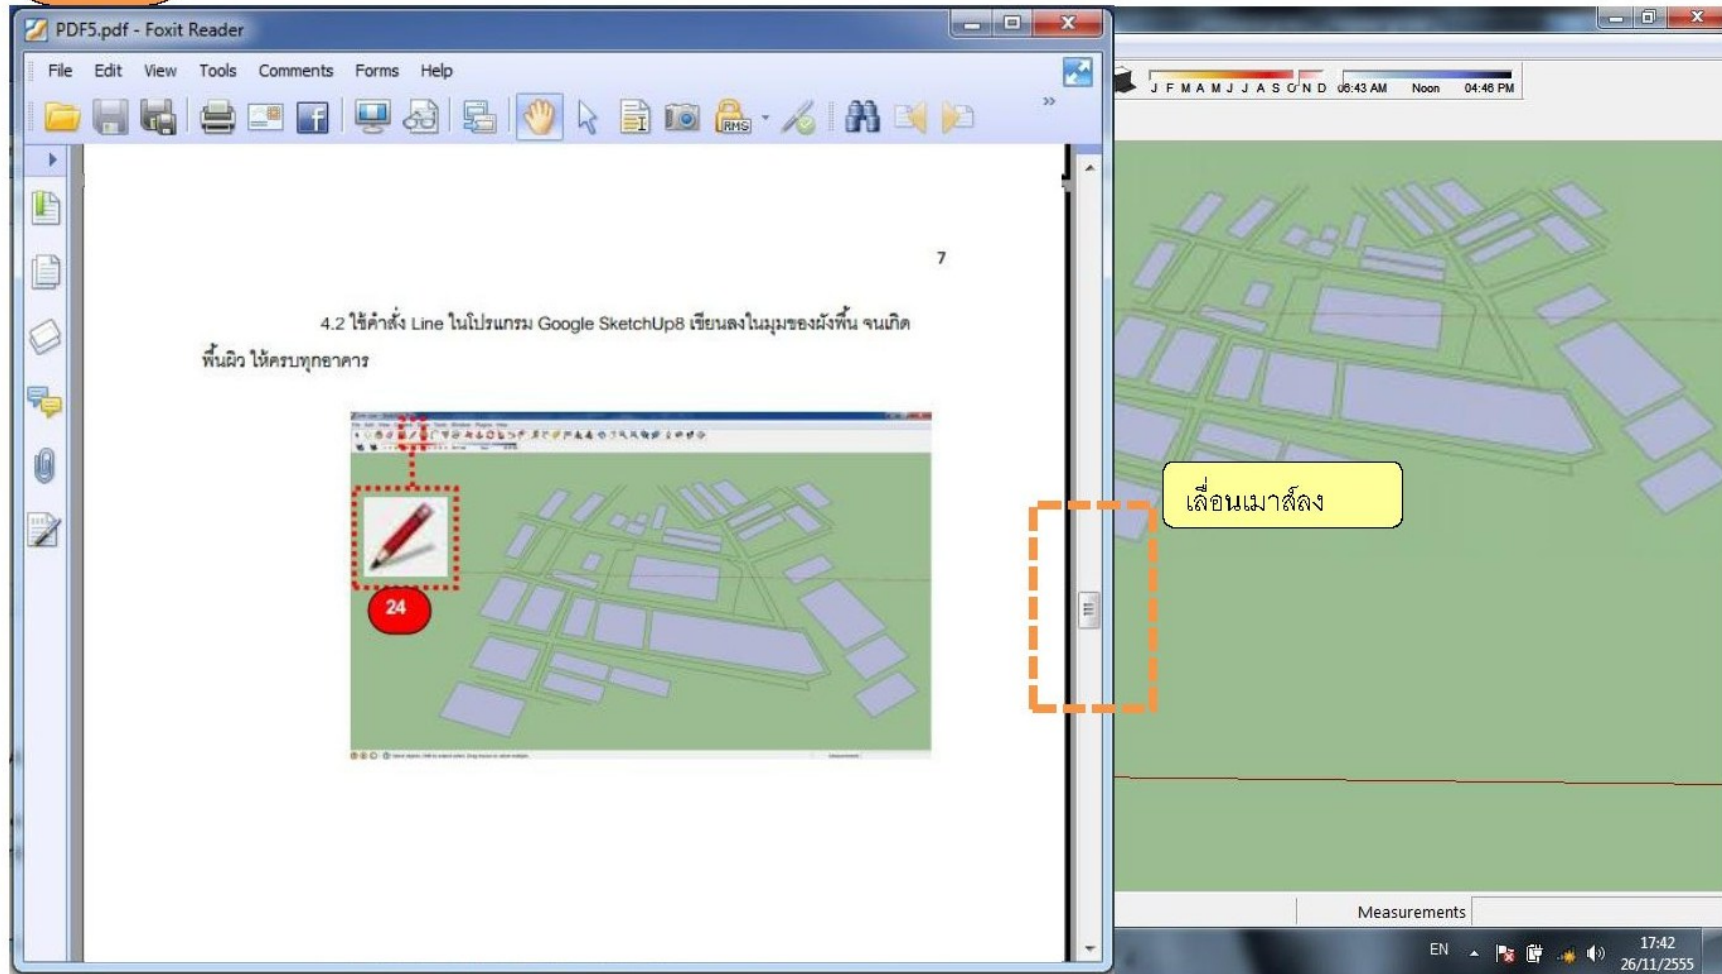 PDF5.pdf - Foxit Reader
File Edit View Tools Comments Forms Help
RMS
J F M A M J J A S O N D 06:43 AM Noon 04:46 PM
7
4.2 ใช้คำสั่ง Line ในโปรแกรม Google SketchUp8 เขียนลงในมุมของผังพื้น จนเกิด
พื้นผิว ให้ครบทุกอาคาร
24
เลื่อนเมาส์ลง
Measurements
EN
17:42
26/11/2555